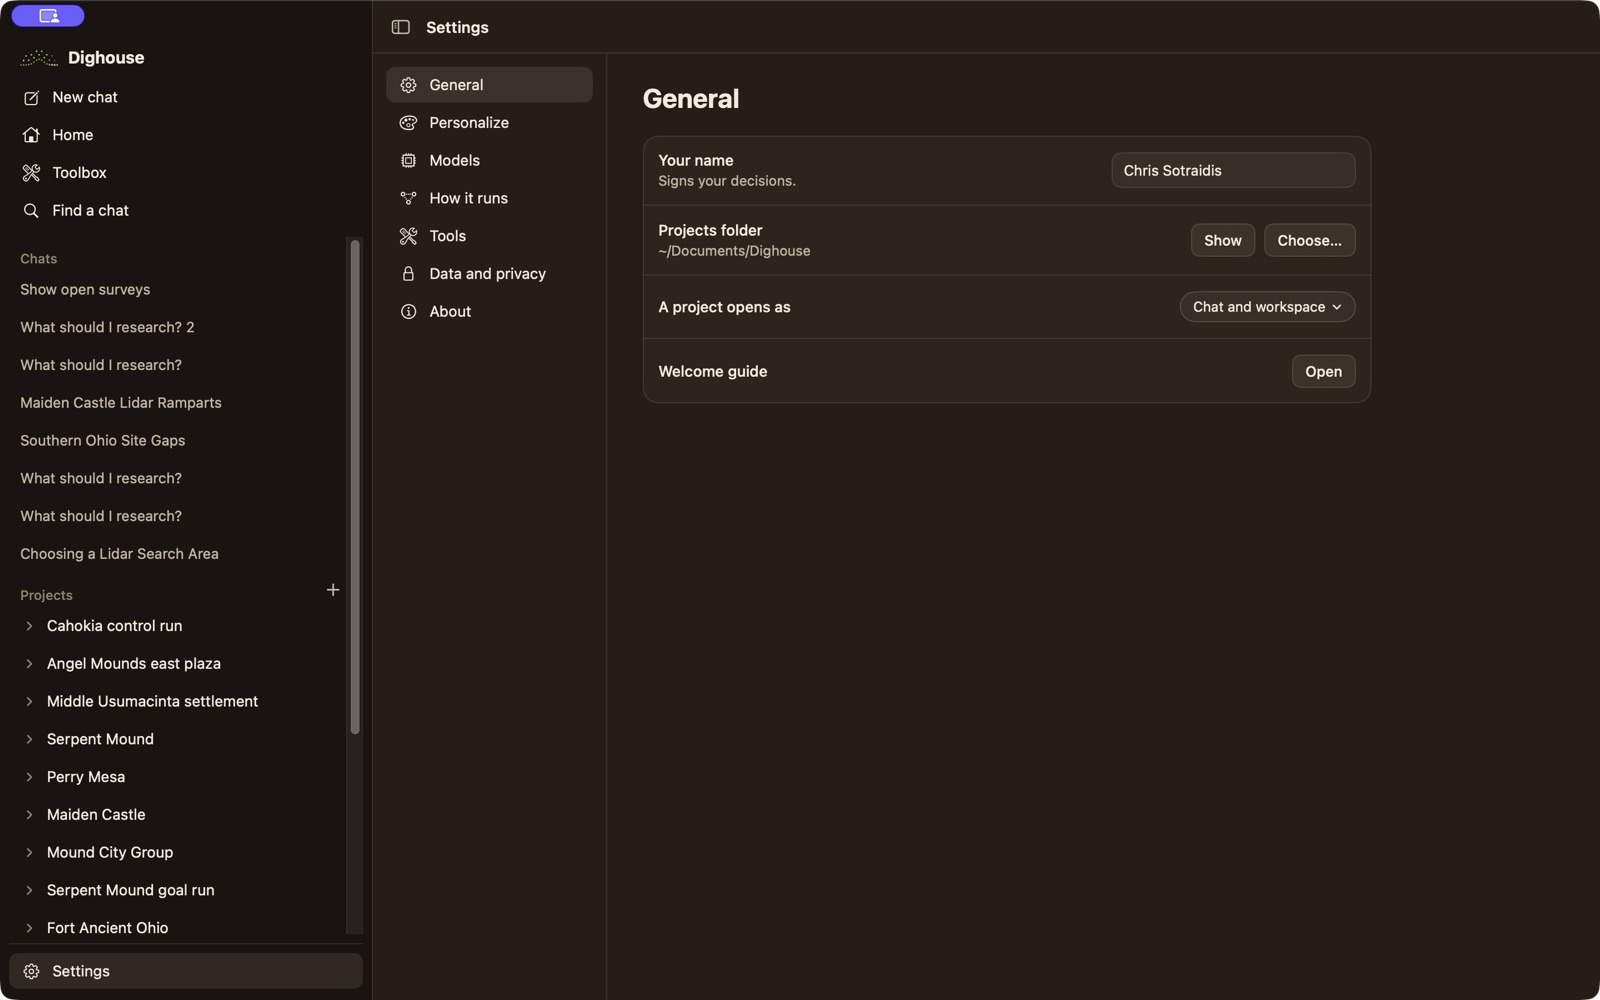 Dighouse
New chat
Home
Toolbox
Find a chat
Chats
Show open surveys
What should I research? 2
What should I research?
Maiden Castle Lidar Ramparts
Southern Ohio Site Gaps
What should I research?
What should I research?
Choosing a Lidar Search Area
Projects
Cahokia control run
Angel Mounds east plaza
Middle Usumacinta settlement
Serpent Mound
Perry Mesa
Maiden Castle
Mound City Group
Serpent Mound goal run
Fort Ancient Ohio
Settings
Settings
General
Personalize
Models
How it runs
Tools
Data and privacy
About
General
Your name
Signs your decisions.
Chris Sotraidis
Projects folder
~/Documents/Dighouse
Show
Choose...
A project opens as
Chat and workspace
Welcome guide
Open